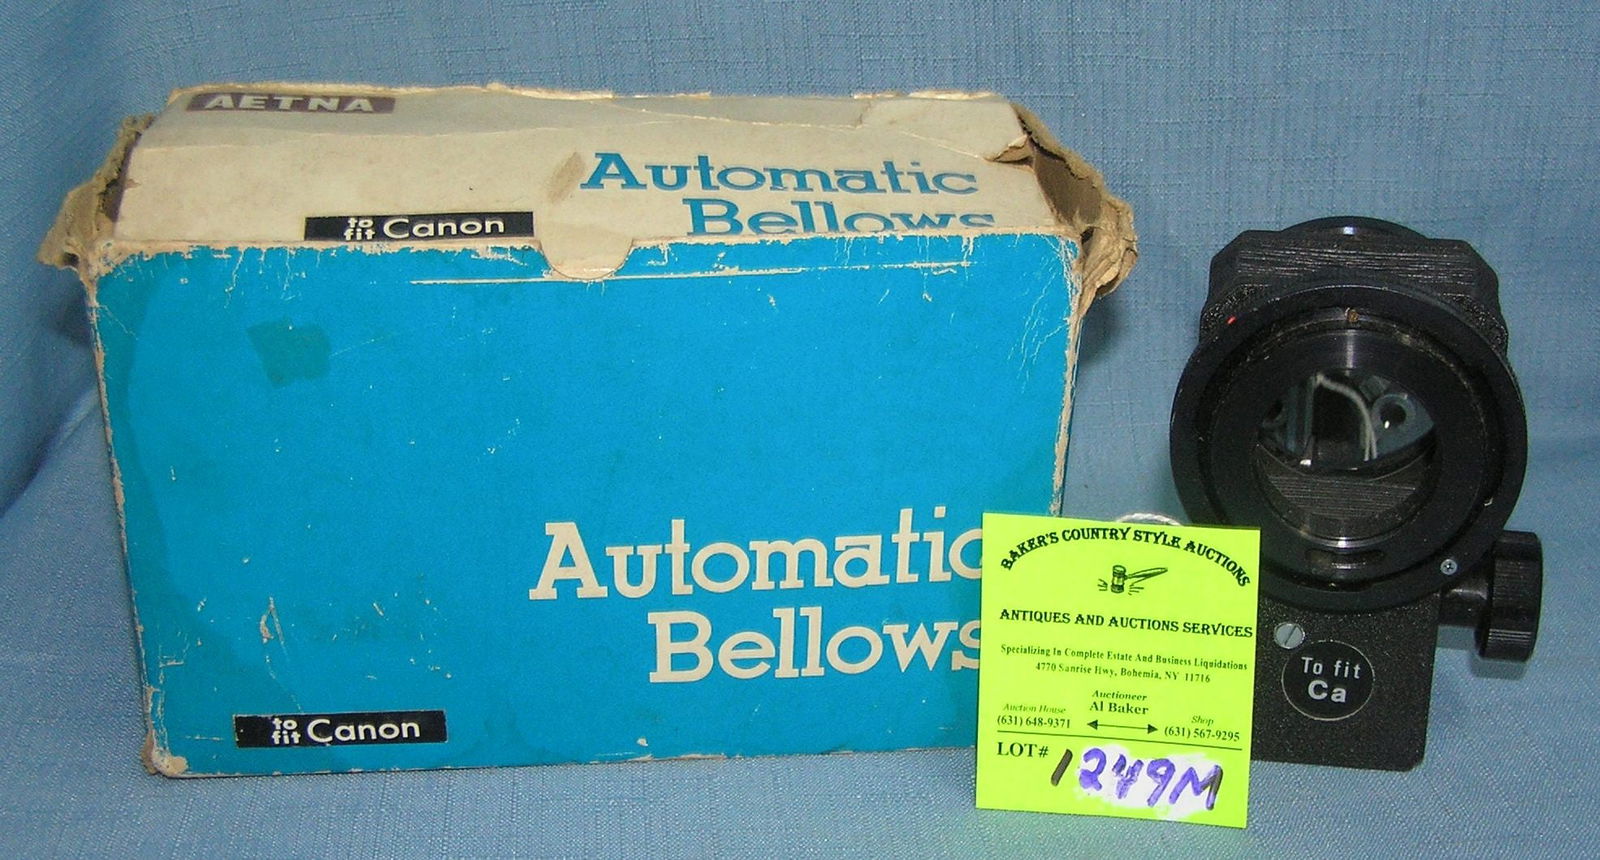 AETNA
Automatic
Bellows
to fit Canon
Automatic
Bellows
to fit Canon
BAKER'S COUNTRY STYLE AUCTIONS
ANTIQUES AND AUCTIONS SERVICES
Specializing In Complete Estate And Business Liquidations
4770 Sunrise Hwy, Bohemia, NY 11716
Auctioneer
Al Baker
Auction House
(631) 648-9371
Shop
(631) 567-9295
LOT# 1249M
To fit
Ca